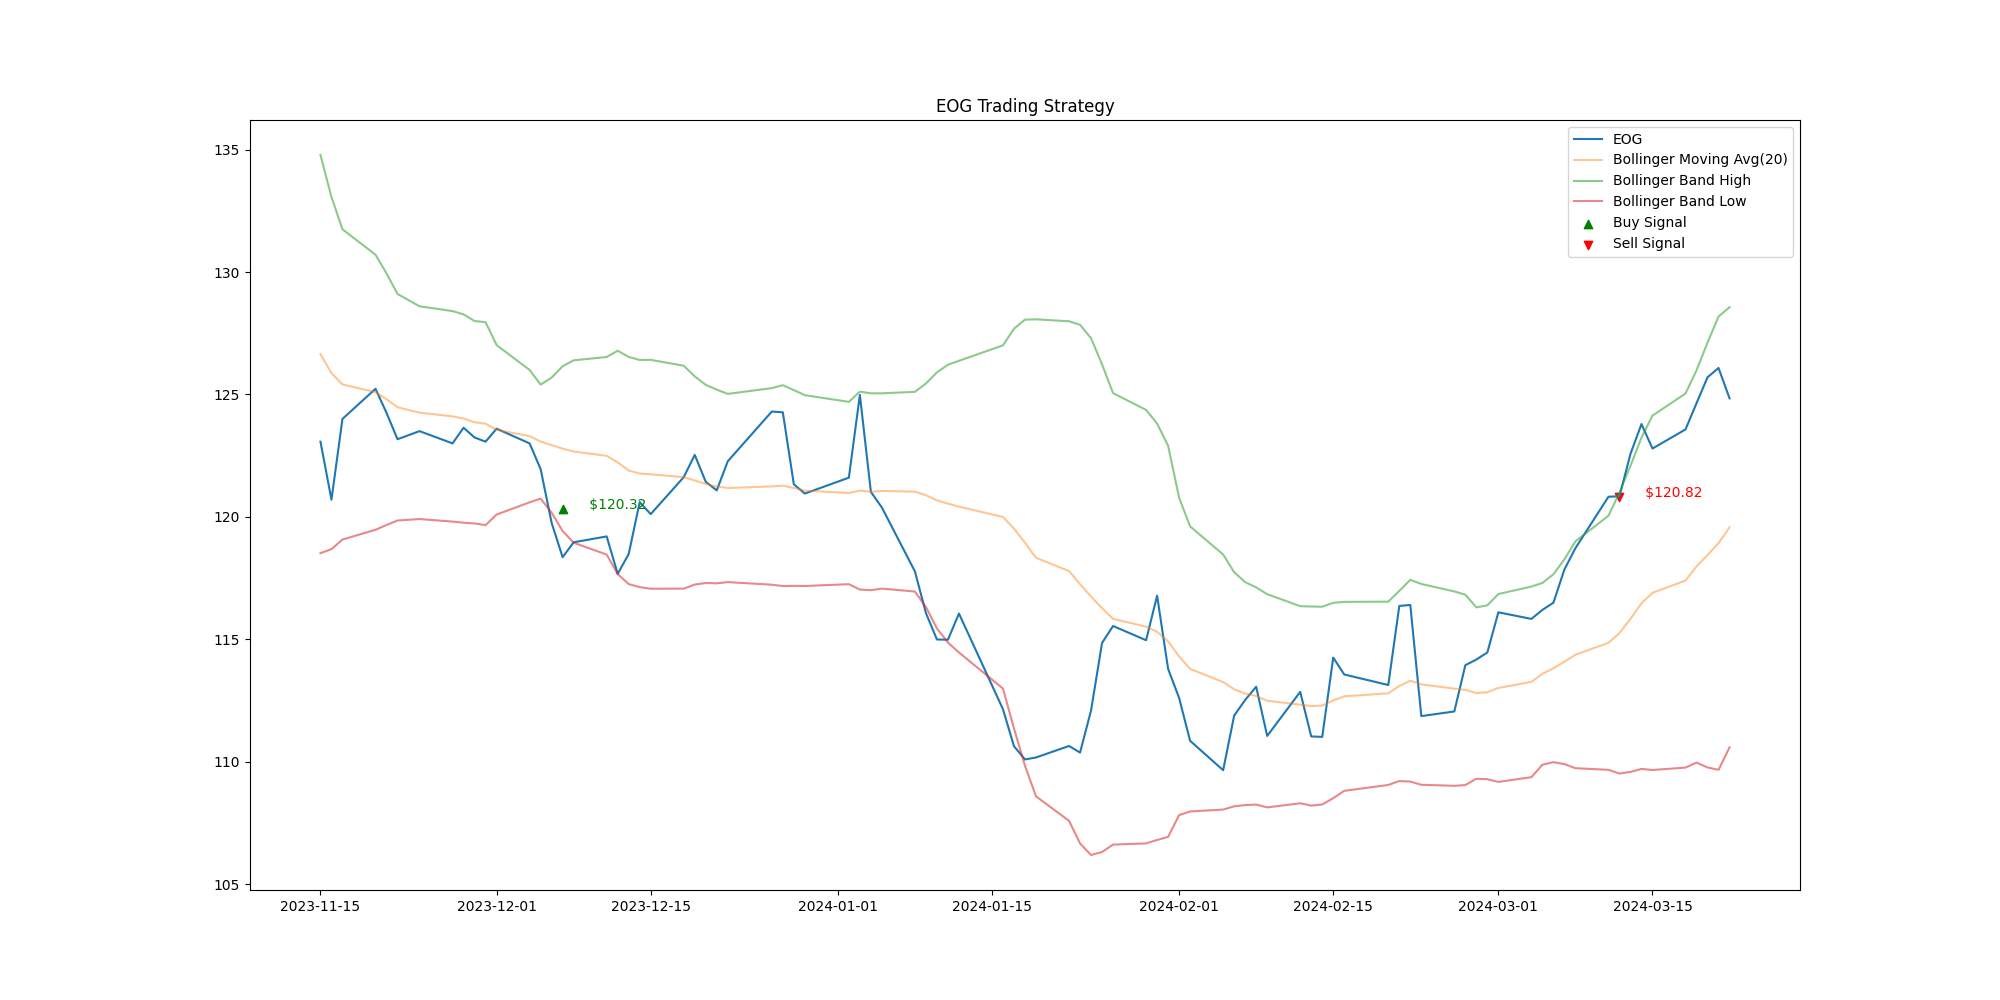 EOG Trading Strategy
135
130
125
120
115
110
105
EOG
Bollinger Moving Avg(20)
Bollinger Band High
Bollinger Band Low
Buy Signal
Sell Signal
$120.32
$120.82
2023-11-15
2023-12-01
2023-12-15
2024-01-01
2024-01-15
2024-02-01
2024-02-15
2024-03-01
2024-03-15